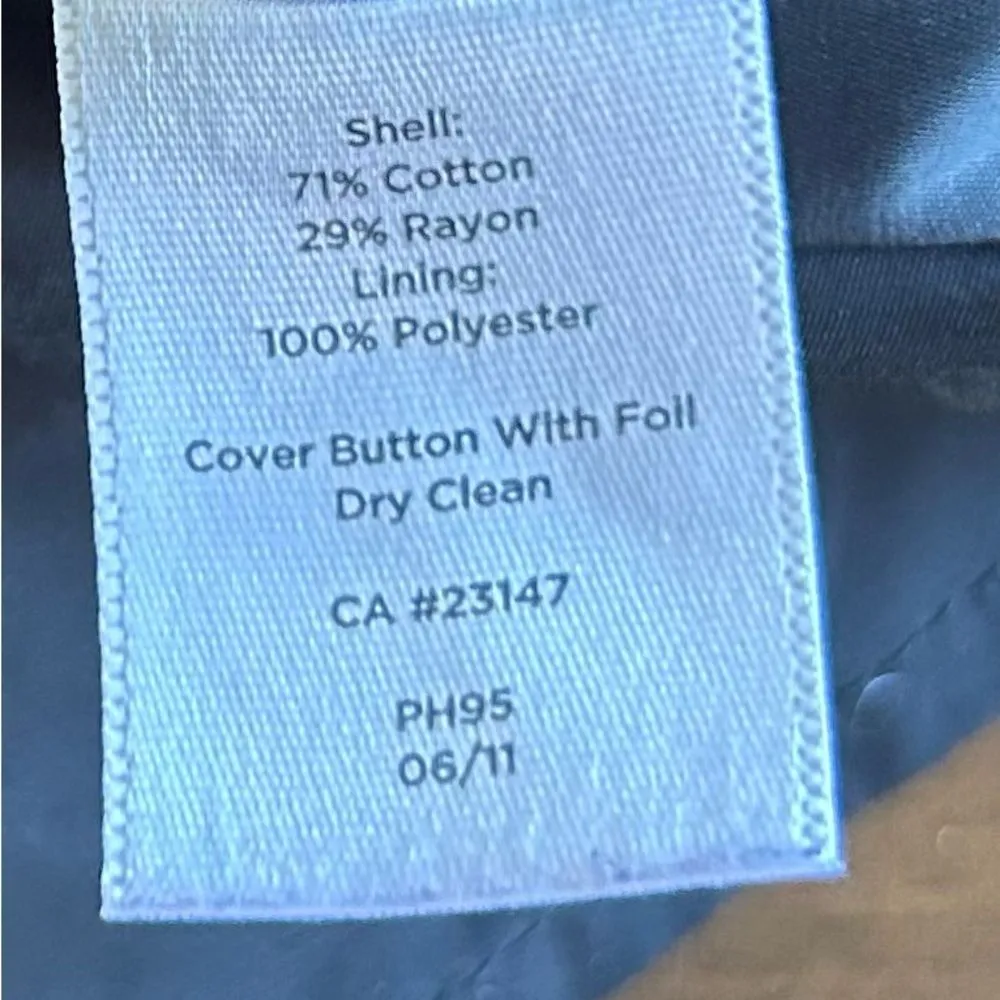 Shell:
71% Cotton
29% Rayon
Lining:
100% Polyester
Cover Button With Foil
Dry Clean
CA #23147
PH95
06/11